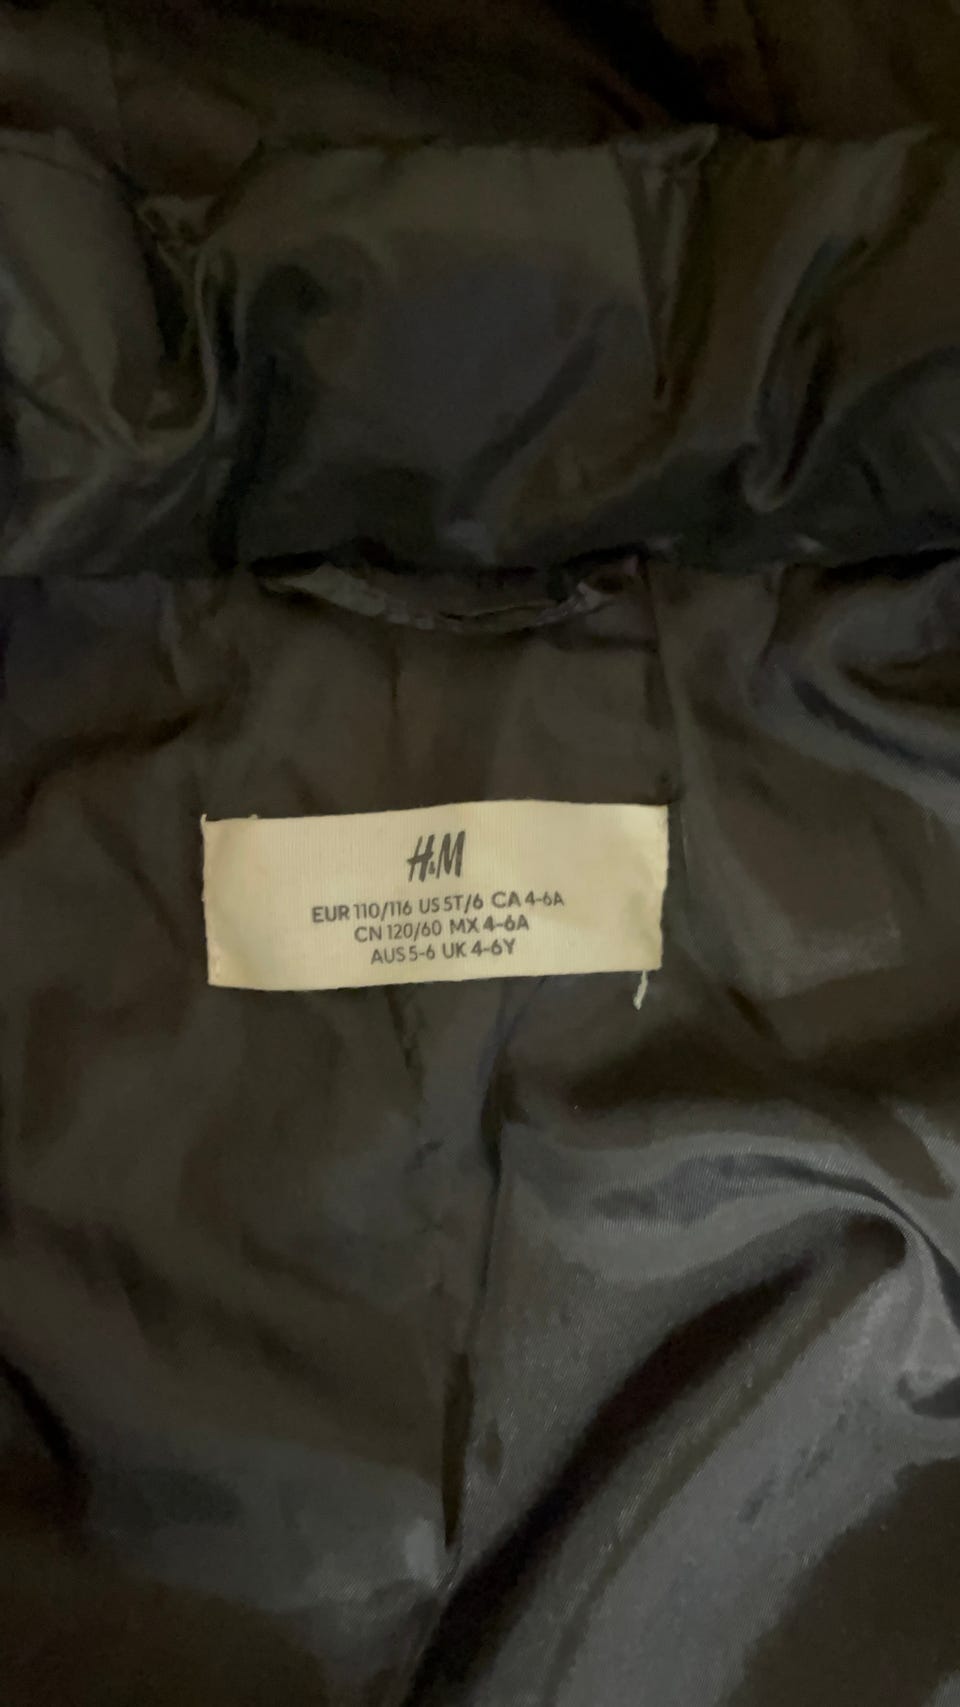 H&M
EUR 110/116 US 5T/6 CA 4-6A
CN 120/60 MX 4-6A
AUS 5-6 UK 4-6Y